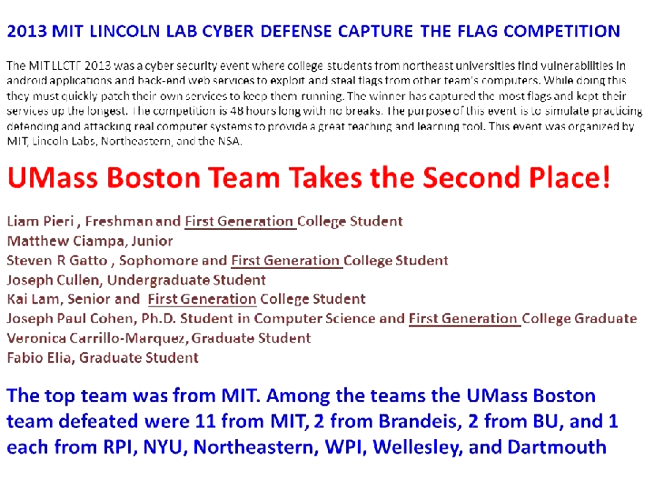 2013 MIT LINCOLN LAB CYBER DEFENSE CAPTURE THE FLAG COMPETITION
The MIT LLCTF 2013 was a cyber security event where college students from northeast universities find vulnerabilities in
android applications and back-end web services to exploit and steal flags from other team's computers. While doing this
they must quickly patch their own services to keep them running. The winner has captured the most flags and kept their
services up the longest. The competition is 48 hours long with no breaks. The purpose of this event is to simulate practicing
defending and attacking real computer systems to provide a great teaching and learning tool. This event was organized by
MIT, Lincoln Labs, Northeastern, and the NSA.
UMass Boston Team Takes the Second Place!
Liam Pieri , Freshman and First Generation College Student
Matthew Ciampa, Junior
Steven R Gatto , Sophomore and First Generation College Student
Joseph Cullen, Undergraduate Student
Kai Lam, Senior and First Generation College Student
Joseph Paul Cohen, Ph.D. Student in Computer Science and First Generation College Graduate
Veronica Carrillo-Marquez, Graduate Student
Fabio Elia, Graduate Student
The top team was from MIT. Among the teams the UMass Boston
team defeated were 11 from MIT, 2 from Brandeis, 2 from BU, and 1
each from RPI, NYU, Northeastern, WPI, Wellesley, and Dartmouth